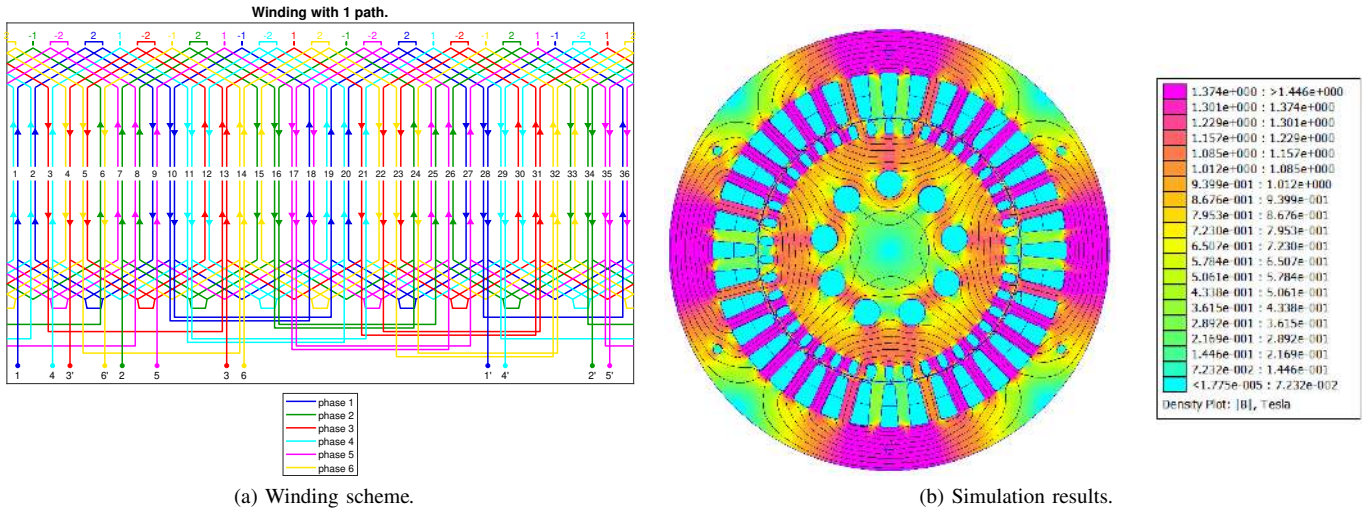 Winding with 1 path.
2 -1 -2 2 1 -2 -1 2 1 -1 -2 1 2 -1 -2 2 1 -2 -1 2 1 -1 -2 1
1 2 3 4 5 6 7 8 9 10 11 12 13 14 15 16 17 18 19 20 21 22 23 24 25 26 27 28 29 30 31 32 33 34 35 36
1 4 3' 6' 2 5 3 6 1' 4' 2' 5'
phase 1
phase 2
phase 3
phase 4
phase 5
phase 6
(a) Winding scheme.
1.374e+000 : >1.446e+000
1.301e+000 : 1.374e+000
1.229e+000 : 1.301e+000
1.157e+000 : 1.229e+000
1.085e+000 : 1.157e+000
1.012e+000 : 1.085e+000
9.399e-001 : 1.012e+000
8.676e-001 : 9.399e-001
7.953e-001 : 8.676e-001
7.230e-001 : 7.953e-001
6.507e-001 : 7.230e-001
5.784e-001 : 6.507e-001
5.061e-001 : 5.784e-001
4.338e-001 : 5.061e-001
3.615e-001 : 4.338e-001
2.892e-001 : 3.615e-001
2.169e-001 : 2.892e-001
1.446e-001 : 2.169e-001
7.232e-002 : 1.446e-001
<1.775e-005 : 7.232e-002
Density Plot: |B|, Tesla
(b) Simulation results.